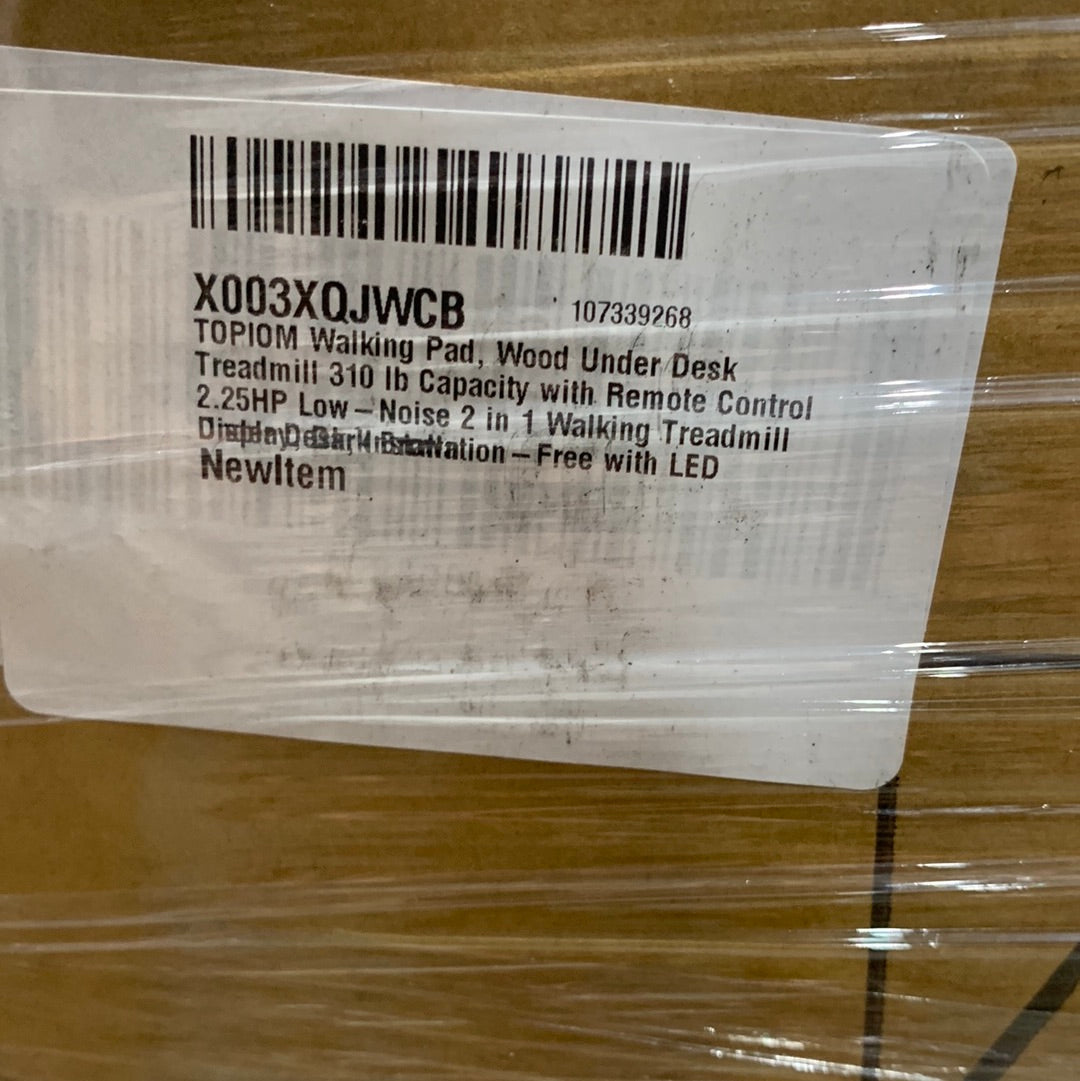 X003XQJWCB 107339268
TOPIOM Walking Pad, Wood Under Desk
Treadmill 310 lb Capacity with Remote Control
2.25HP Low-Noise 2 in 1 Walking Treadmill
-Free with LED
NewItem